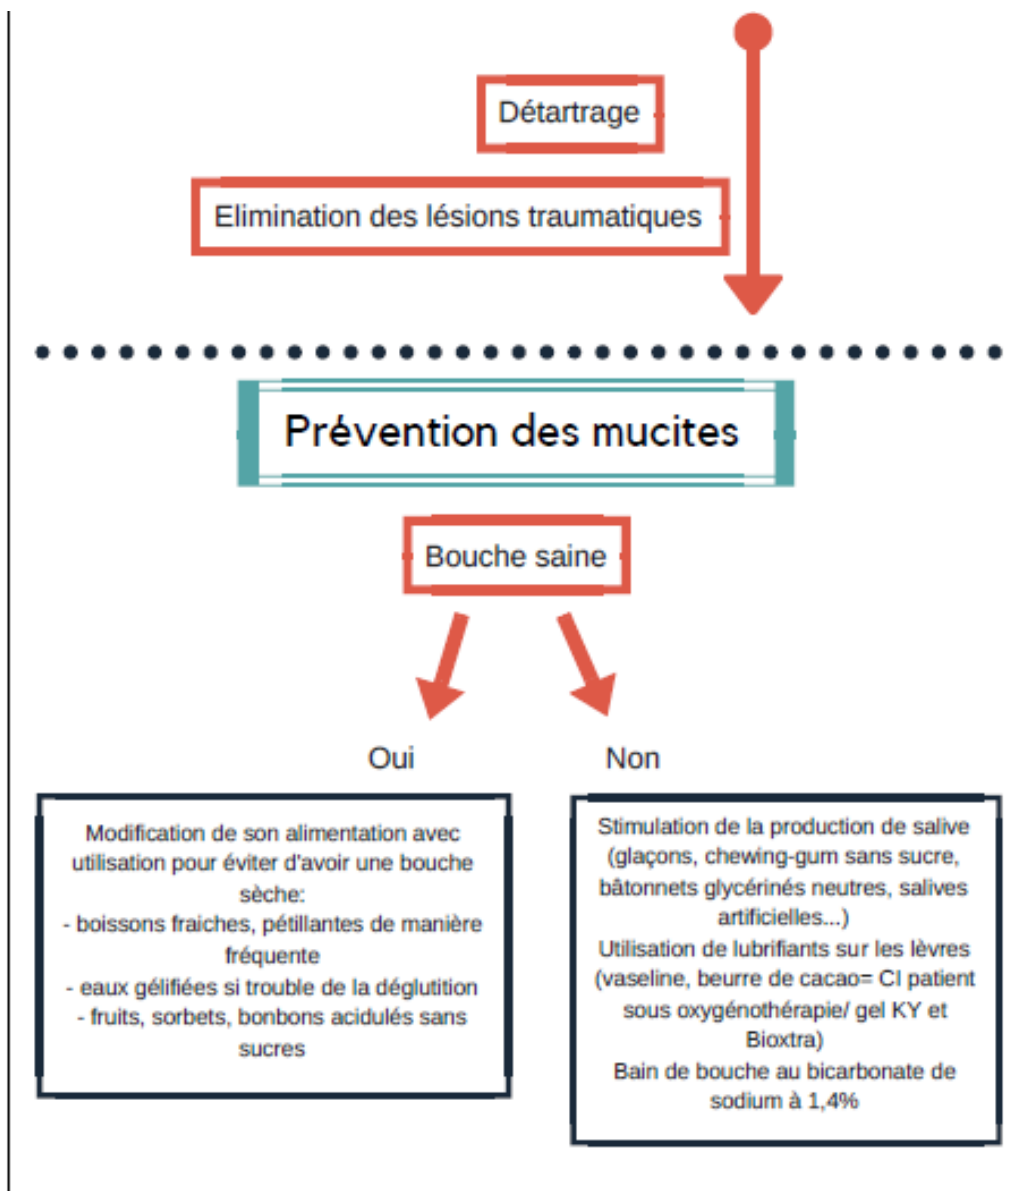 Détartrage
Elimination des lésions traumatiques
Prévention des mucites
Bouche saine
Oui
Non
Modification de son alimentation avec
utilisation pour éviter d'avoir une bouche
sèche:
- boissons fraiches, pétillantes de manière
fréquente
- eaux gélifiées si trouble de la déglutition
- fruits, sorbets, bonbons acidulés sans
sucres
Stimulation de la production de salive
(glaçons, chewing-gum sans sucre,
bâtonnets glycérinés neutres, salives
artificielles...)
Utilisation de lubrifiants sur les lèvres
(vaseline, beurre de cacao= CI patient
sous oxygénothérapie/ gel KY et
Bioxtra)
Bain de bouche au bicarbonate de
sodium à 1,4%